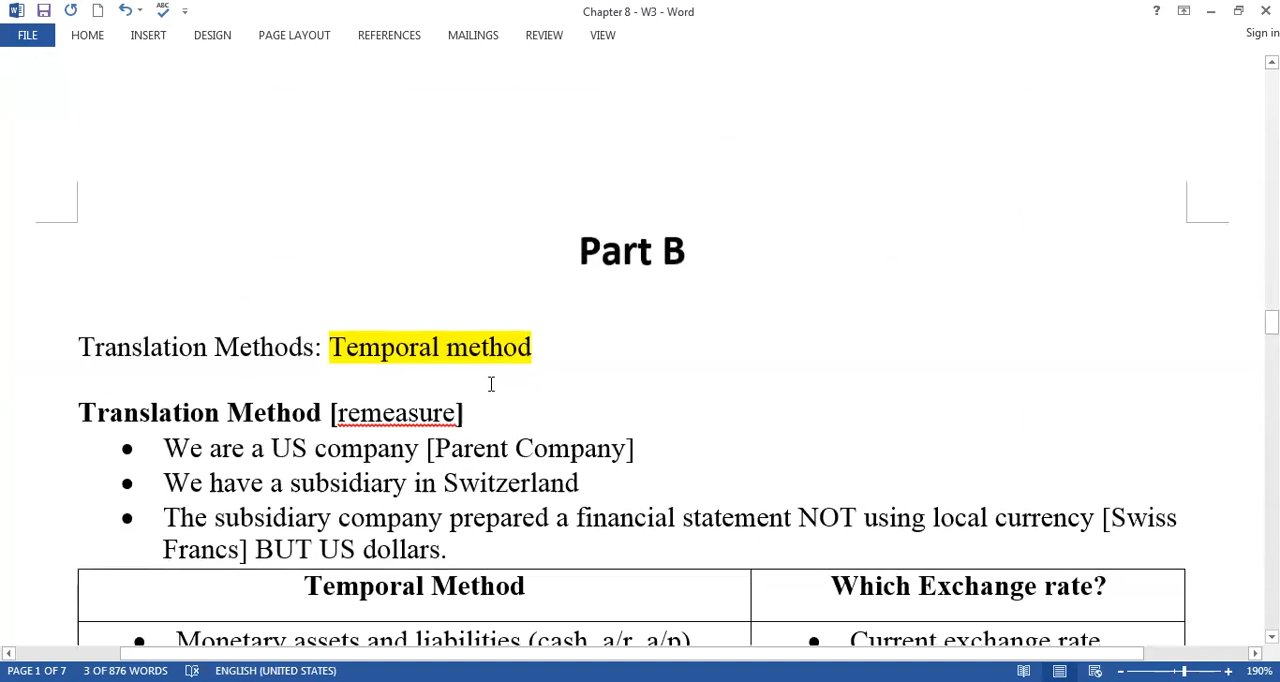 Chapter 8 - W3 - Word
FILE HOME INSERT DESIGN PAGE LAYOUT REFERENCES MAILINGS REVIEW VIEW Sign in
Part B
Translation Methods: Temporal method
Translation Method [remeasure]
• We are a US company [Parent Company]
• We have a subsidiary in Switzerland
• The subsidiary company prepared a financial statement NOT using local currency [Swiss
Francs] BUT US dollars.
Temporal Method Which Exchange rate?
• Monetary assets and liabilities (cash, a/r, a/p) • Current exchange rate
PAGE 1 OF 7 3 OF 876 WORDS ENGLISH (UNITED STATES) 190%